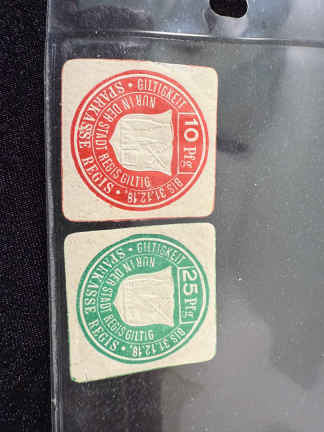 GILTIGKEIT BIS 31.12.18.
SPARKASSE REGIS
NUR IN DER STADT REGIS GILTIG
10 Pfg
GILTIGKEIT BIS 31.12.18.
SPARKASSE REGIS
NUR IN DER STADT REGIS GILTIG
25 Pfg